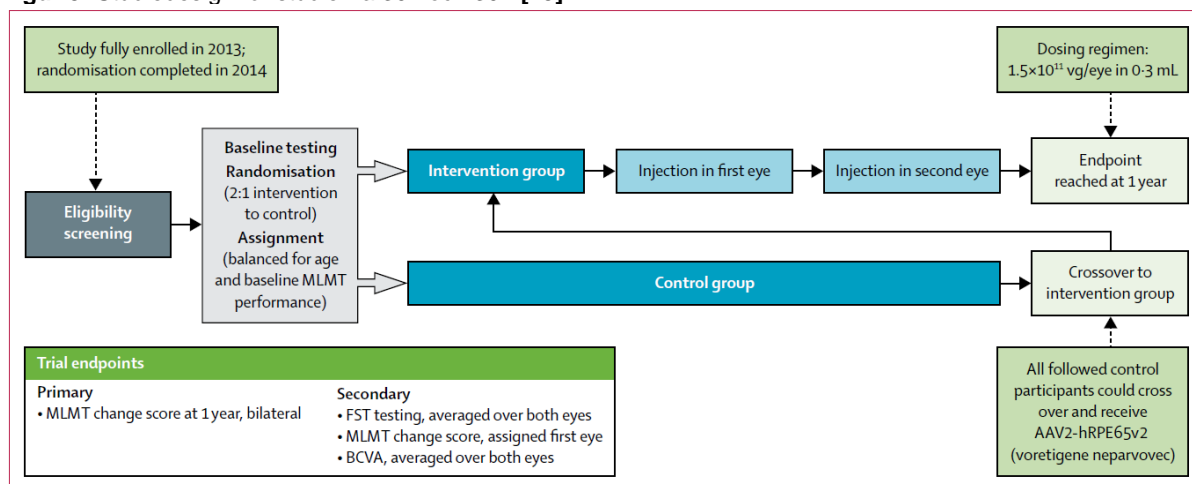 Study fully enrolled in 2013;
randomisation completed in 2014
Dosing regimen:
1.5×10¹¹ vg/eye in 0·3 mL
Eligibility
screening
Baseline testing
Randomisation
(2:1 intervention
to control)
Assignment
(balanced for age
and baseline MLMT
performance)
Intervention group
Injection in first eye
Injection in second eye
Endpoint
reached at 1 year
Control group
Crossover to
intervention group
All followed control
participants could cross
over and receive
AAV2-hRPE65v2
(voretigene neparvovec)
Trial endpoints
Primary
• MLMT change score at 1 year, bilateral
Secondary
• FST testing, averaged over both eyes
• MLMT change score, assigned first eye
• BCVA, averaged over both eyes